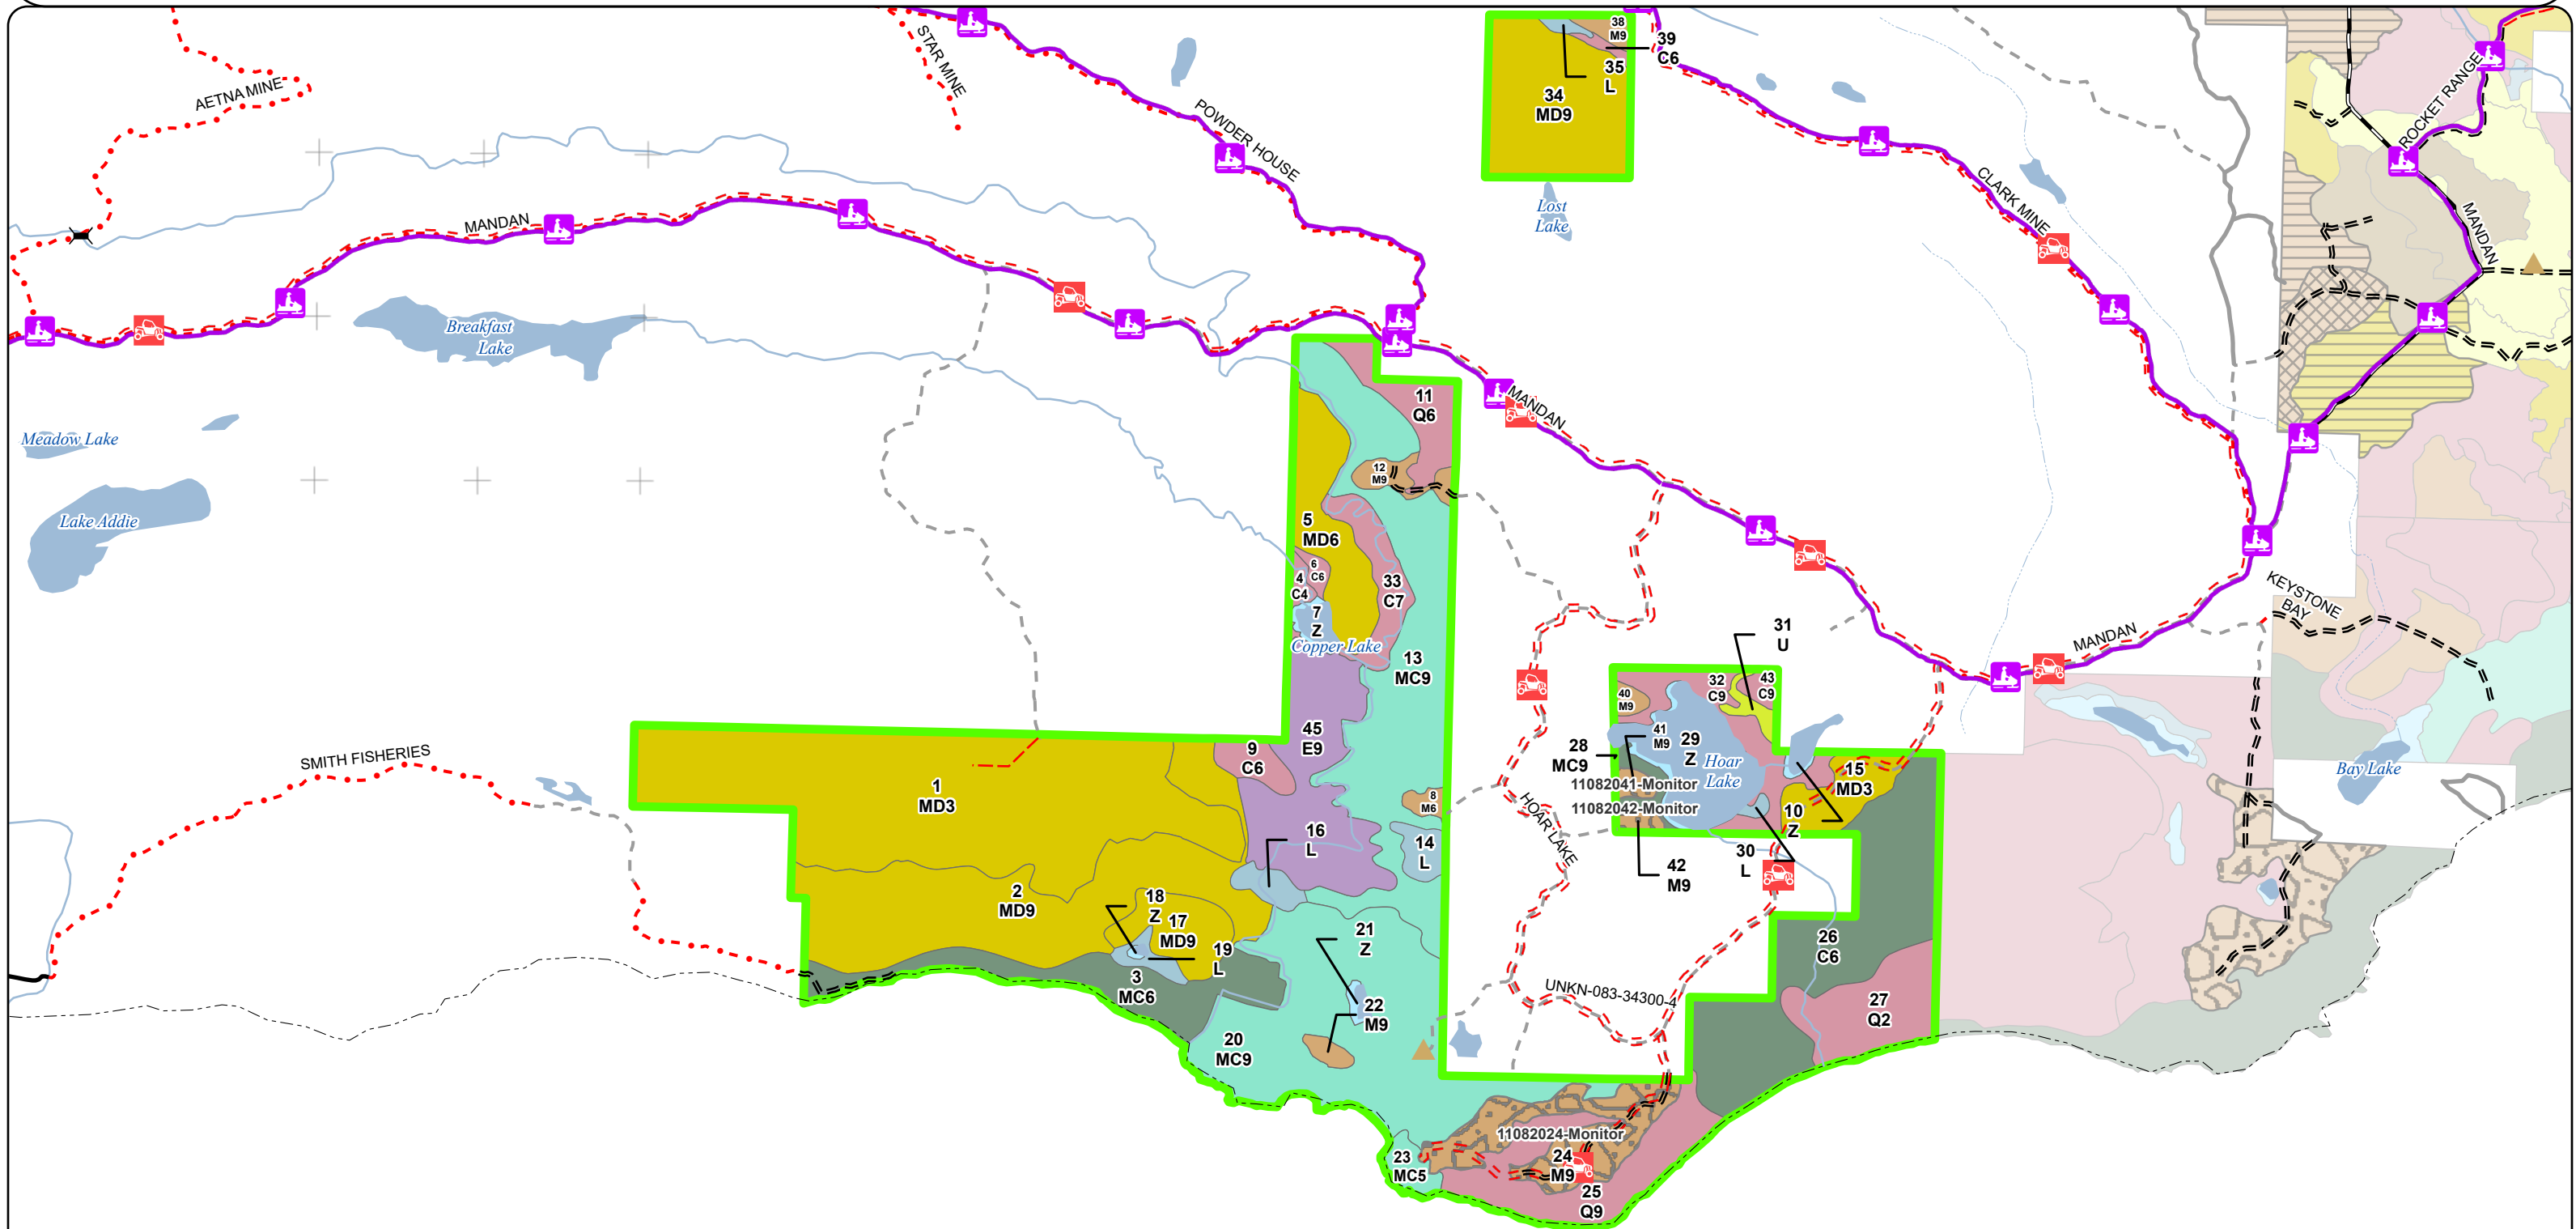 STAR MINE
AETNA MINE
38
M9
39
C6
35
L
34
MD9
ROCKET RANGE
POWDER HOUSE
CLARK MINE
MANDAN
Lost
Lake
MANDAN
Breakfast
Lake
Meadow Lake
Lake Addie
11
Q6
MANDAN
12
M9
5
MD6
6
C6
4
C4
33
C7
7
Z
Copper Lake
13
MC9
KEYSTONE
BAY
MANDAN
31
U
32
C9
43
C9
40
M9
41
M9
29
Z
Hoar
Lake
28
MC9
45
E9
9
C6
SMITH FISHERIES
1
MD3
11082041-Monitor
11082042-Monitor
15
MD3
Bay Lake
8
M6
HOAR LAKE
10
Z
16
L
14
L
30
L
42
M9
2
MD9
18
Z
17
MD9
19
L
21
Z
26
C6
3
MC6
UNKN-083-34300-4
22
M9
27
Q2
20
MC9
11082024-Monitor
23
MC5
24
M9
25
Q9